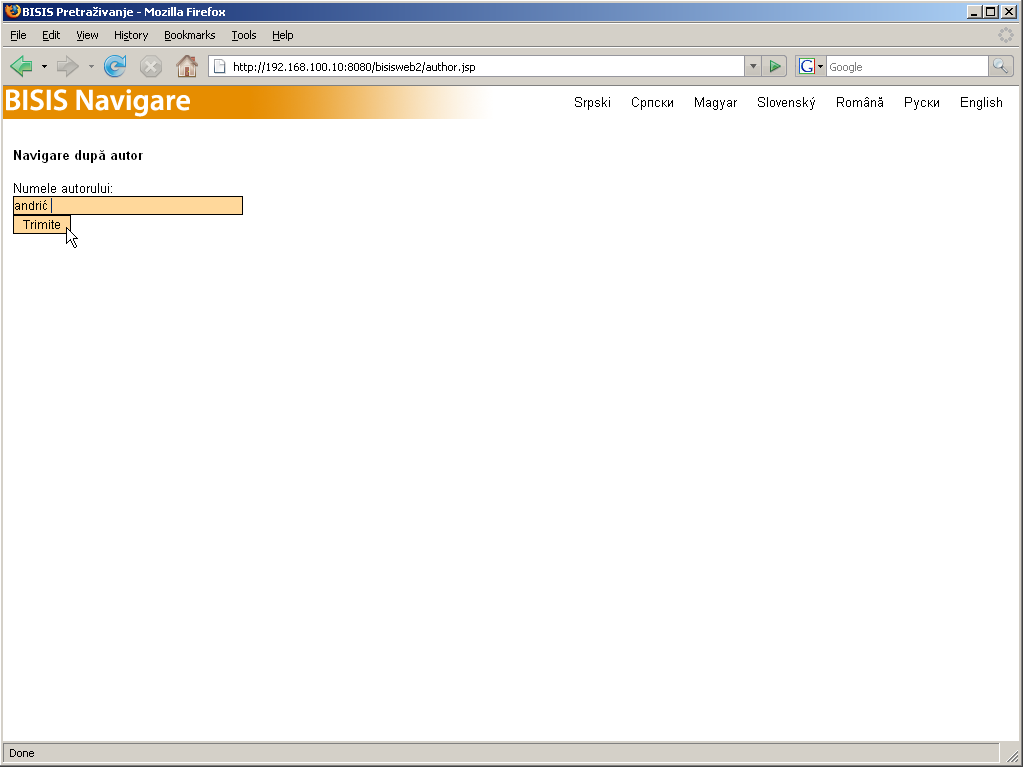 BISIS Pretraživanje - Mozilla Firefox
File Edit View History Bookmarks Tools Help
http://192.168.100.10:8080/bisisweb2/author.jsp
G Google
BISIS Navigare
Srpski Српски Magyar Slovenský Română Руски English
Navigare după autor
Numele autorului:
andrić
Trimite
Done